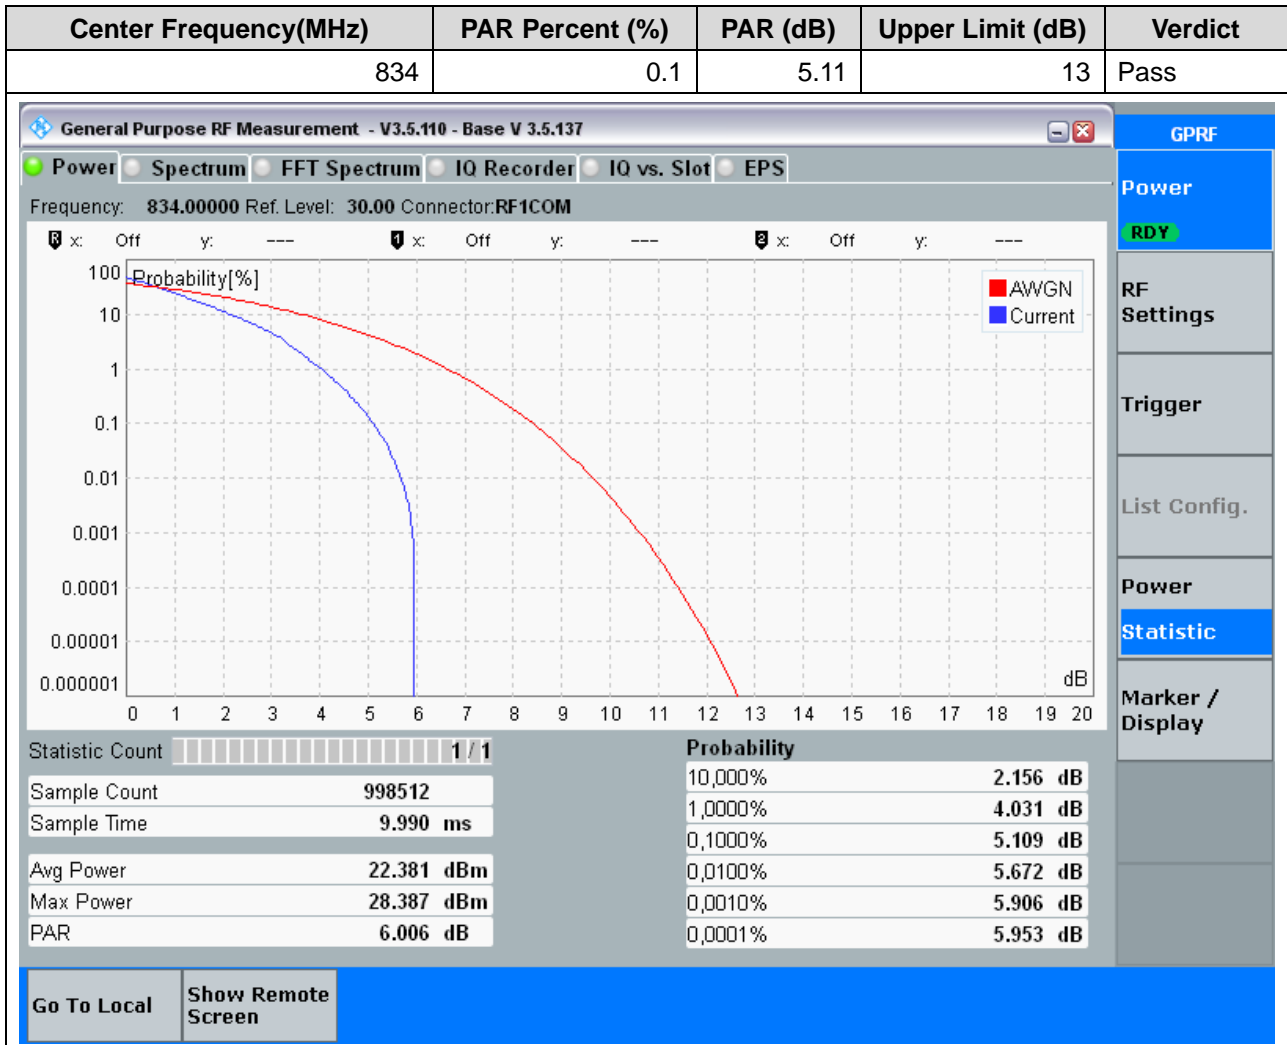 Center Frequency(MHz) PAR Percent (%) PAR (dB) Upper Limit (dB) Verdict
834 0.1 5.11 13 Pass
General Purpose RF Measurement - V3.5.110 - Base V 3.5.137
GPRF
Power Spectrum FFT Spectrum IQ Recorder IQ vs. Slot EPS
Frequency: 834.00000 Ref. Level: 30.00 Connector:RF1COM
R x: Off y: --- 1 x: Off y: --- 2 x: Off y: ---
Probability[%]
100
10
1
0.1
0.01
0.001
0.0001
0.00001
0.000001
AWGN
Current
dB
0 1 2 3 4 5 6 7 8 9 10 11 12 13 14 15 16 17 18 19 20
Statistic Count 1 / 1
Sample Count 998512
Sample Time 9.990 ms
Avg Power 22.381 dBm
Max Power 28.387 dBm
PAR 6.006 dB
Probability
10,000% 2.156 dB
1,0000% 4.031 dB
0,1000% 5.109 dB
0,0100% 5.672 dB
0,0010% 5.906 dB
0,0001% 5.953 dB
Power
RDY
RF
Settings
Trigger
List Config.
Power
Statistic
Marker /
Display
Go To Local
Show Remote
Screen